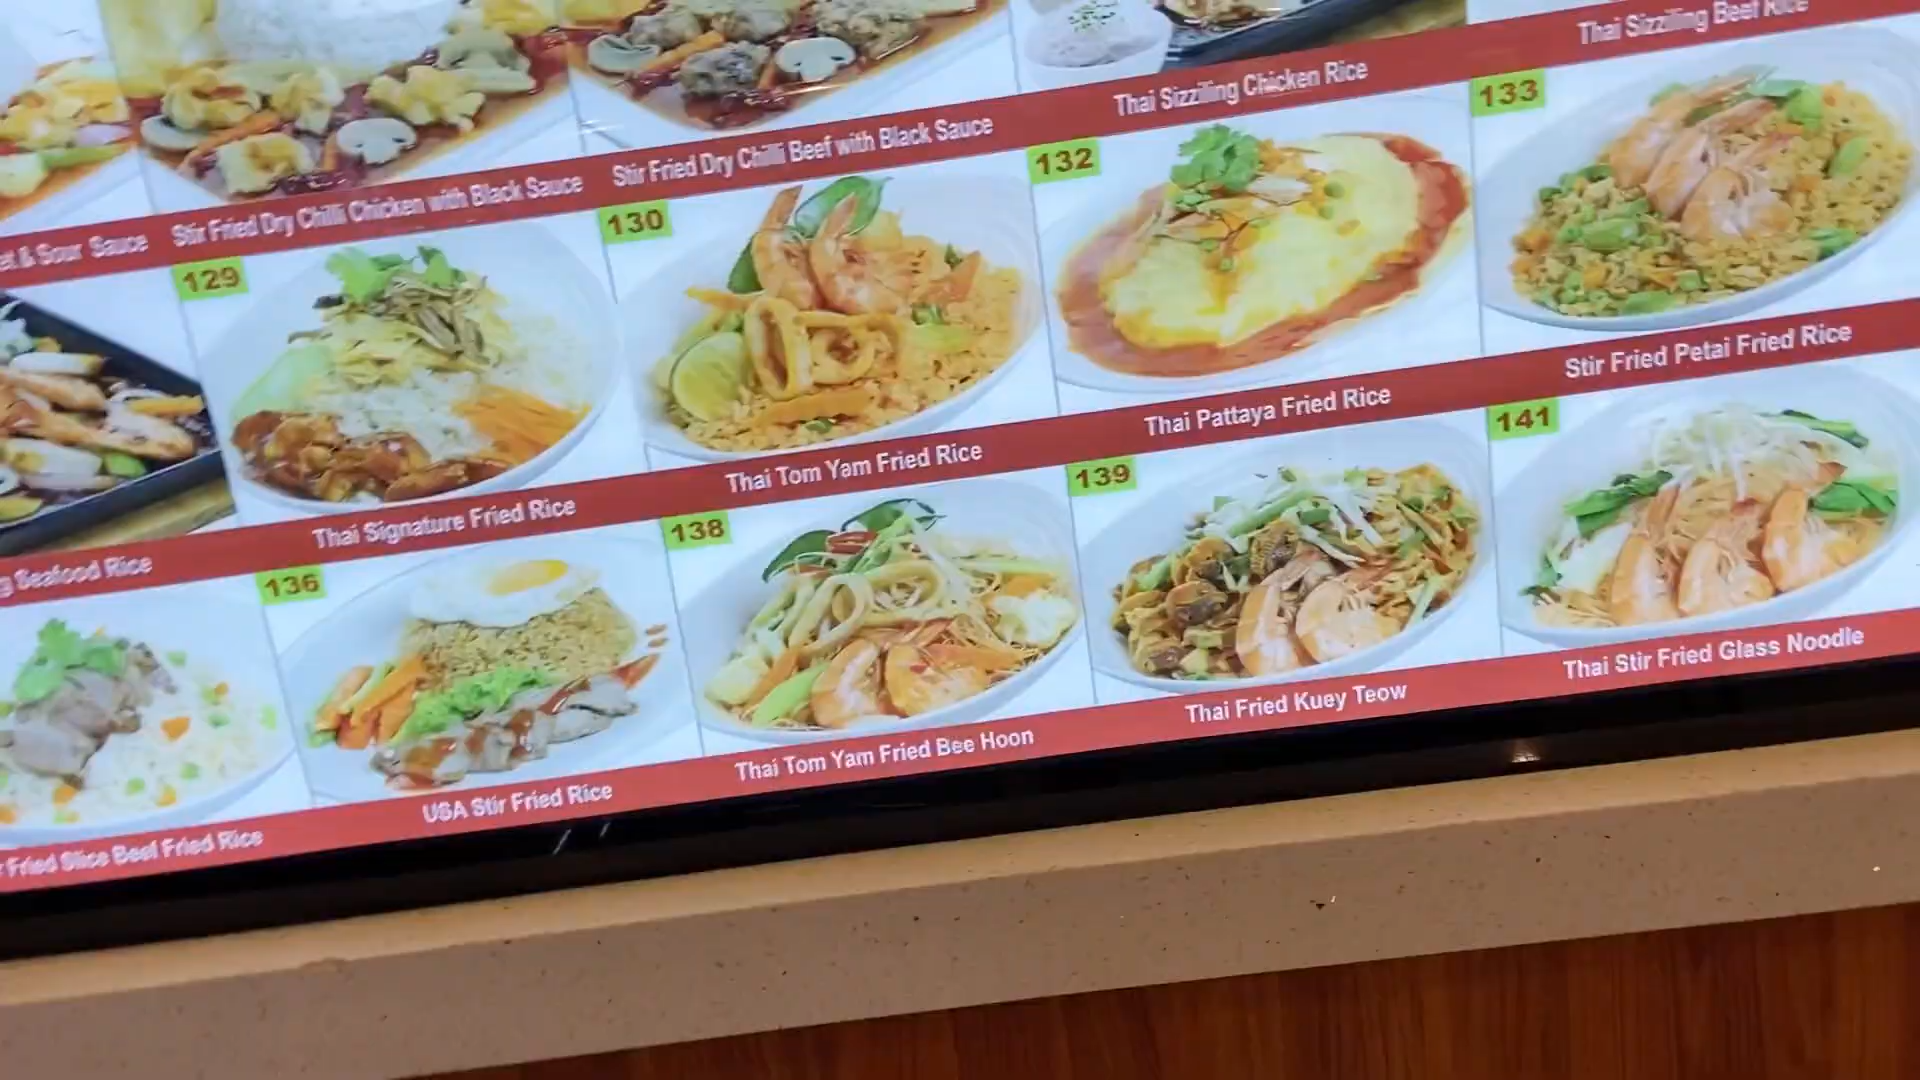 Thai Sizziling Beef Rice
Thai Sizziling Chicken Rice
Stir Fried Dry Chilli Beef with Black Sauce
Stir Fried Dry Chilli Chicken with Black Sauce
& Sour Sauce
129
130
132
133
Seafood Rice
Thai Signature Fried Rice
Thai Tom Yam Fried Rice
Thai Pattaya Fried Rice
Stir Fried Petai Fried Rice
136
138
139
141
Fried Slice Beef Fried Rice
USA Stir Fried Rice
Thai Tom Yam Fried Bee Hoon
Thai Fried Kuey Teow
Thai Stir Fried Glass Noodle